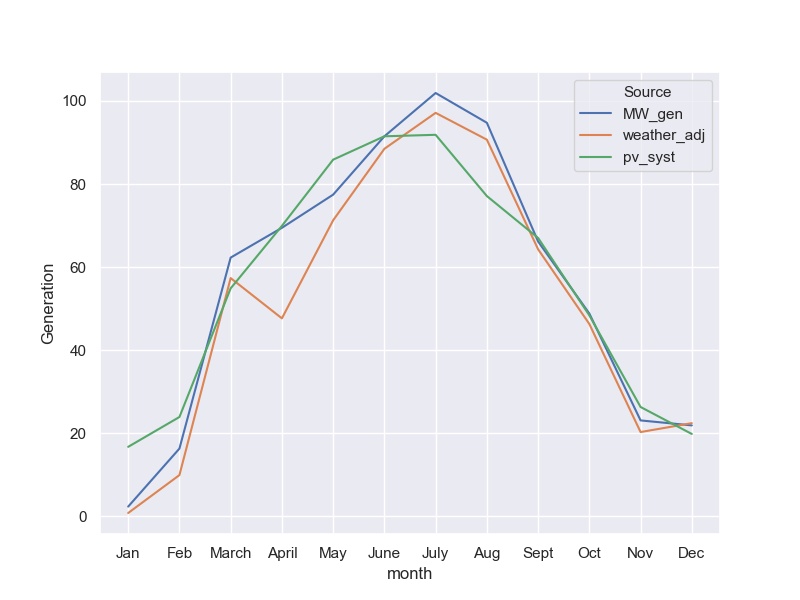 Source
MW_gen
weather_adj
pv_syst
100
80
60
40
20
0
Generation
Jan Feb March April May June July Aug Sept Oct Nov Dec
month